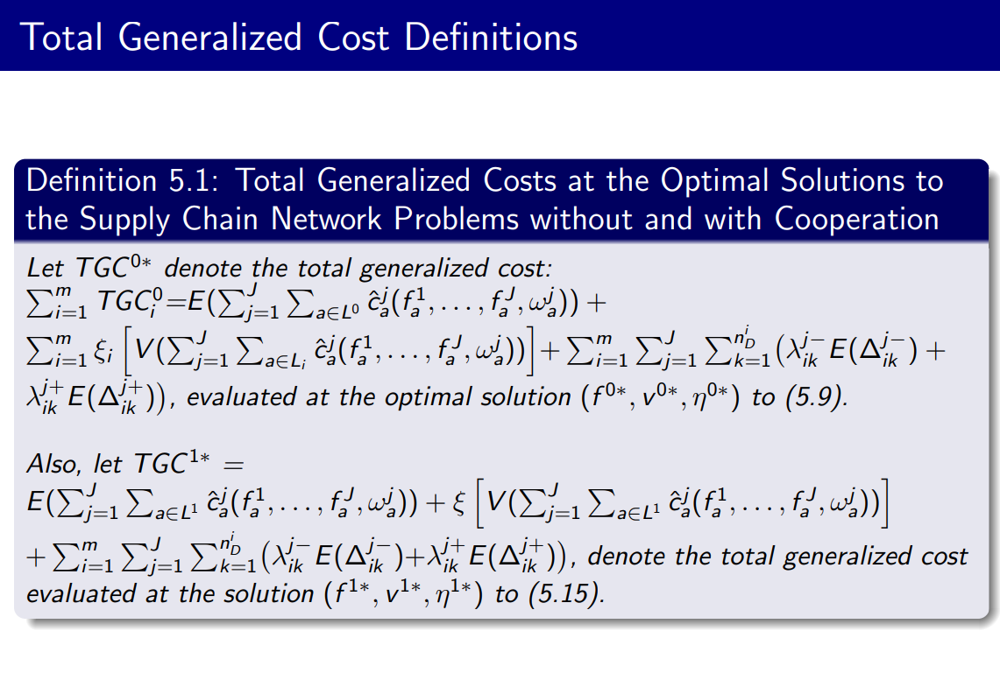 Total Generalized Cost Definitions
Definition 5.1: Total Generalized Costs at the Optimal Solutions to
the Supply Chain Network Problems without and with Cooperation
Let $TGC^{0*}$ denote the total generalized cost:
$\sum_{i=1}^{m} TGC_i^0 = E(\sum_{j=1}^{J} \sum_{a \in L^0} \hat{c}_a^j(f_a^1, \ldots, f_a^J, \omega_a^j)) +$
$\sum_{i=1}^{m} \xi_i \left[ V(\sum_{j=1}^{J} \sum_{a \in L_i} \hat{c}_a^j(f_a^1, \ldots, f_a^J, \omega_a^j)) \right] + \sum_{i=1}^{m} \sum_{j=1}^{J} \sum_{k=1}^{n_D^i} (\lambda_{ik}^{j-} E(\Delta_{ik}^{j-}) +$
$\lambda_{ik}^{j+} E(\Delta_{ik}^{j+}))$, evaluated at the optimal solution $(f^{0*}, v^{0*}, \eta^{0*})$ to (5.9).
Also, let $TGC^{1*} =$
$E(\sum_{j=1}^{J} \sum_{a \in L^1} \hat{c}_a^j(f_a^1, \ldots, f_a^J, \omega_a^j)) + \xi \left[ V(\sum_{j=1}^{J} \sum_{a \in L^1} \hat{c}_a^j(f_a^1, \ldots, f_a^J, \omega_a^j)) \right]$
$+ \sum_{i=1}^{m} \sum_{j=1}^{J} \sum_{k=1}^{n_D^i} (\lambda_{ik}^{j-} E(\Delta_{ik}^{j-}) + \lambda_{ik}^{j+} E(\Delta_{ik}^{j+}))$, denote the total generalized cost
evaluated at the solution $(f^{1*}, v^{1*}, \eta^{1*})$ to (5.15).